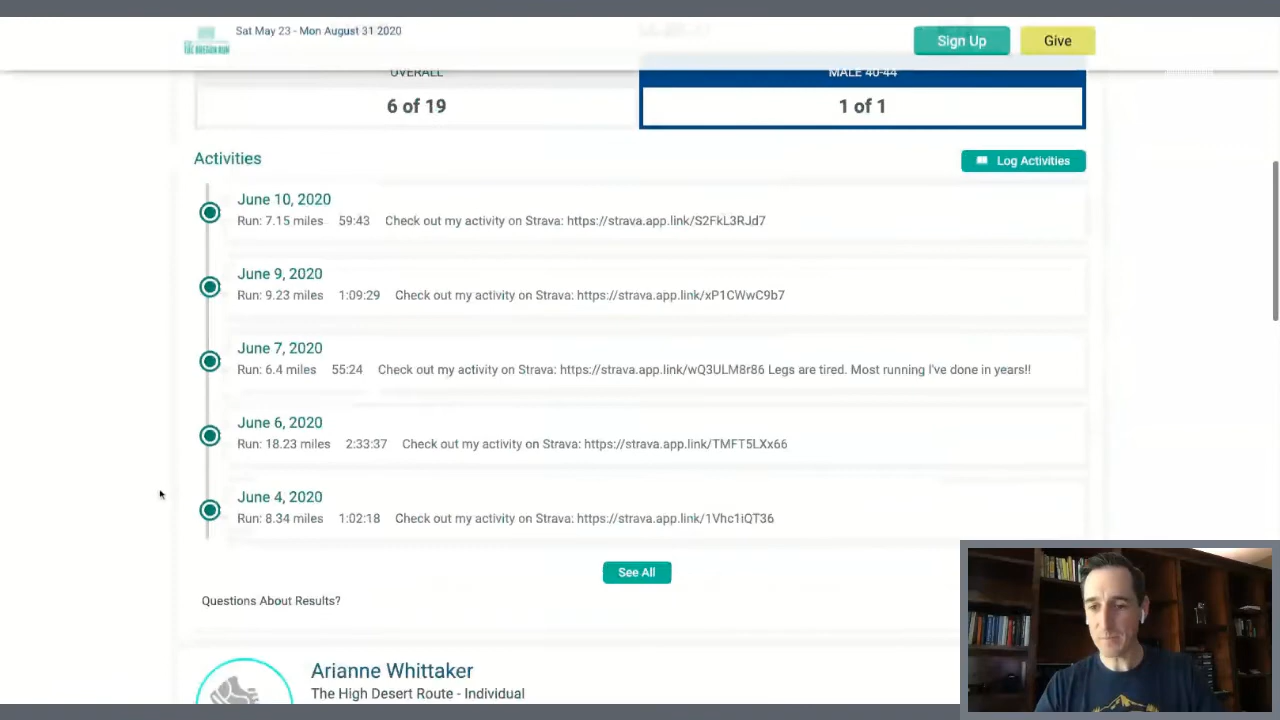 THE OREGON RUN
Sat May 23 - Mon August 31 2020
Sign Up
Give
OVERALL
MALE 40-44
6 of 19
1 of 1
Activities
Log Activities
June 10, 2020
Run: 7.15 miles 59:43 Check out my activity on Strava: https://strava.app.link/S2FkL3RJd7
June 9, 2020
Run: 9.23 miles 1:09:29 Check out my activity on Strava: https://strava.app.link/xP1CWwC9b7
June 7, 2020
Run: 6.4 miles 55:24 Check out my activity on Strava: https://strava.app.link/wQ3ULM8r86 Legs are tired. Most running I've done in years!!
June 6, 2020
Run: 18.23 miles 2:33:37 Check out my activity on Strava: https://strava.app.link/TMFT5LXx66
June 4, 2020
Run: 8.34 miles 1:02:18 Check out my activity on Strava: https://strava.app.link/1Vhc1iQT36
See All
Questions About Results?
Arianne Whittaker
The High Desert Route - Individual